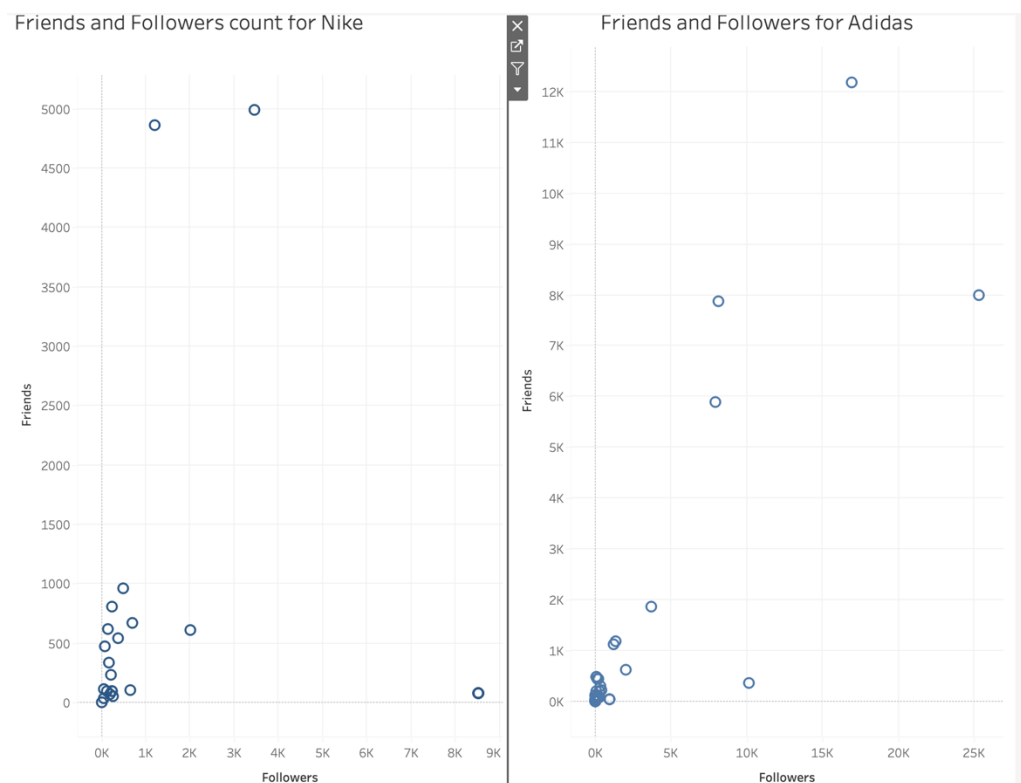 Friends and Followers count for Nike
5000
4500
4000
3500
3000
2500
2000
1500
1000
500
0
Friends
0K 1K 2K 3K 4K 5K 6K 7K 8K 9K
Followers
Friends and Followers for Adidas
12K
11K
10K
9K
8K
7K
6K
5K
4K
3K
2K
1K
0K
Friends
0K 5K 10K 15K 20K 25K
Followers